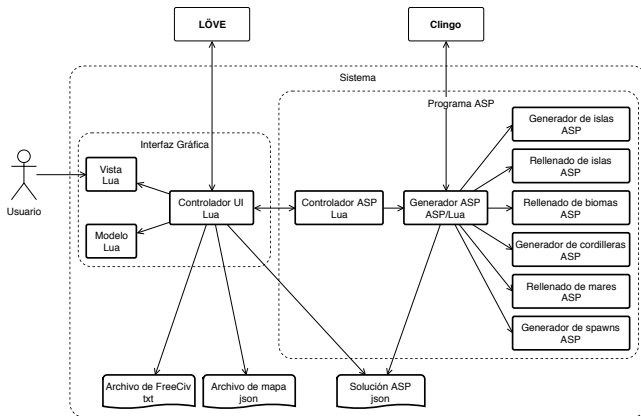 LÖVE
Clingo
Sistema
Programa ASP
Interfaz Gráfica
Usuario
Vista
Lua
Modelo
Lua
Controlador UI
Lua
Controlador ASP
Lua
Generador ASP
ASP/Lua
Generador de islas
ASP
Rellenado de islas
ASP
Rellenado de biomas
ASP
Generador de cordilleras
ASP
Rellenado de mares
ASP
Generador de spawns
ASP
Archivo de FreeCiv
txt
Archivo de mapa
json
Solución ASP
json